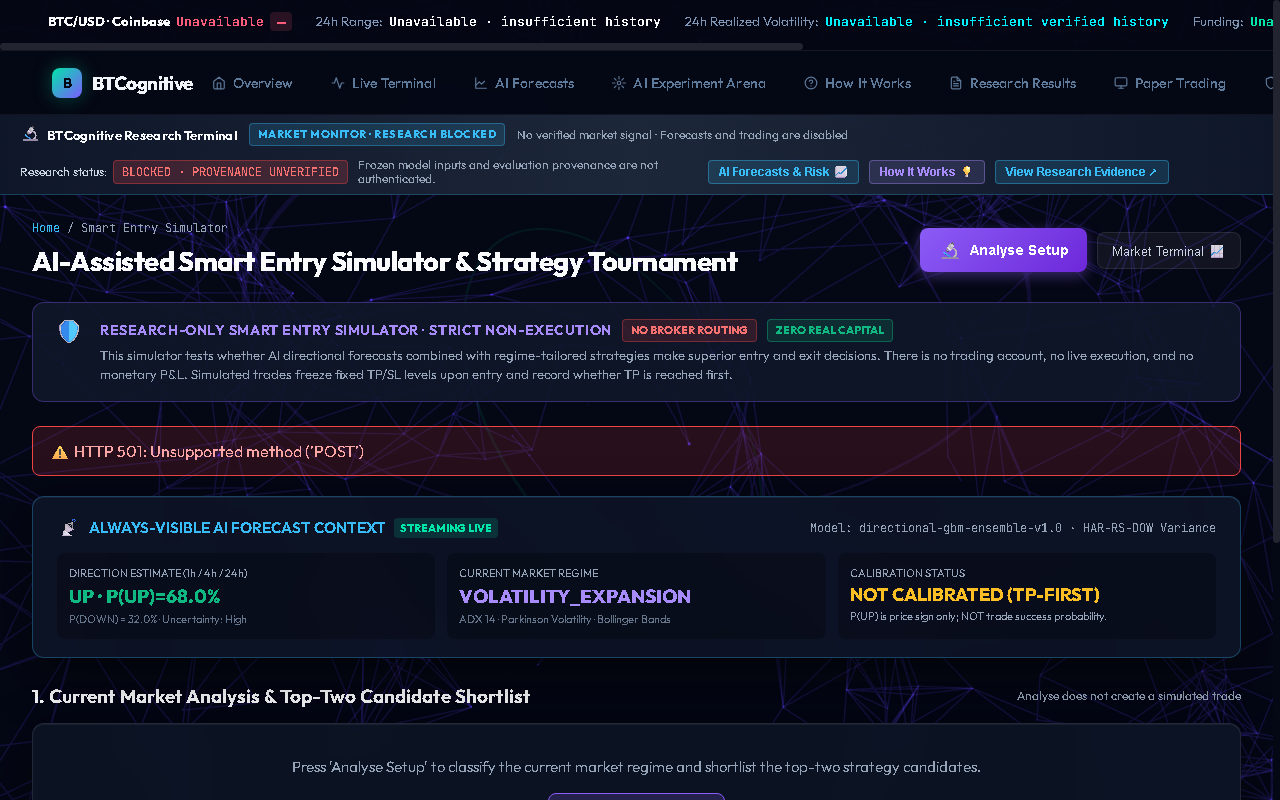 BTC/USD · Coinbase Unavailable — 24h Range: Unavailable · insufficient history 24h Realized Volatility: Unavailable · insufficient verified history Funding: Una
B BTCognitive Overview Live Terminal AI Forecasts AI Experiment Arena How It Works Research Results Paper Trading
BTCognitive Research Terminal MARKET MONITOR · RESEARCH BLOCKED No verified market signal · Forecasts and trading are disabled
Research status: BLOCKED · PROVENANCE UNVERIFIED Frozen model inputs and evaluation provenance are not
authenticated.
AI Forecasts & Risk 📈 How It Works 💡 View Research Evidence ↗
Home / Smart Entry Simulator
AI-Assisted Smart Entry Simulator & Strategy Tournament
🔬 Analyse Setup Market Terminal 📈
RESEARCH-ONLY SMART ENTRY SIMULATOR · STRICT NON-EXECUTION NO BROKER ROUTING ZERO REAL CAPITAL
This simulator tests whether AI directional forecasts combined with regime-tailored strategies make superior entry and exit decisions. There is no trading account, no live execution, and no
monetary P&L. Simulated trades freeze fixed TP/SL levels upon entry and record whether TP is reached first.
⚠️ HTTP 501: Unsupported method ('POST')
ALWAYS-VISIBLE AI FORECAST CONTEXT STREAMING LIVE Model: directional-gbm-ensemble-v1.0 · HAR-RS-DOW Variance
DIRECTION ESTIMATE (1h / 4h / 24h)
UP · P(UP)=68.0%
P(DOWN) = 32.0% · Uncertainty: High
CURRENT MARKET REGIME
VOLATILITY_EXPANSION
ADX 14 · Parkinson Volatility · Bollinger Bands
CALIBRATION STATUS
NOT CALIBRATED (TP-FIRST)
P(UP) is price sign only; NOT trade success probability.
1. Current Market Analysis & Top-Two Candidate Shortlist Analyse does not create a simulated trade
Press 'Analyse Setup' to classify the current market regime and shortlist the top-two strategy candidates.